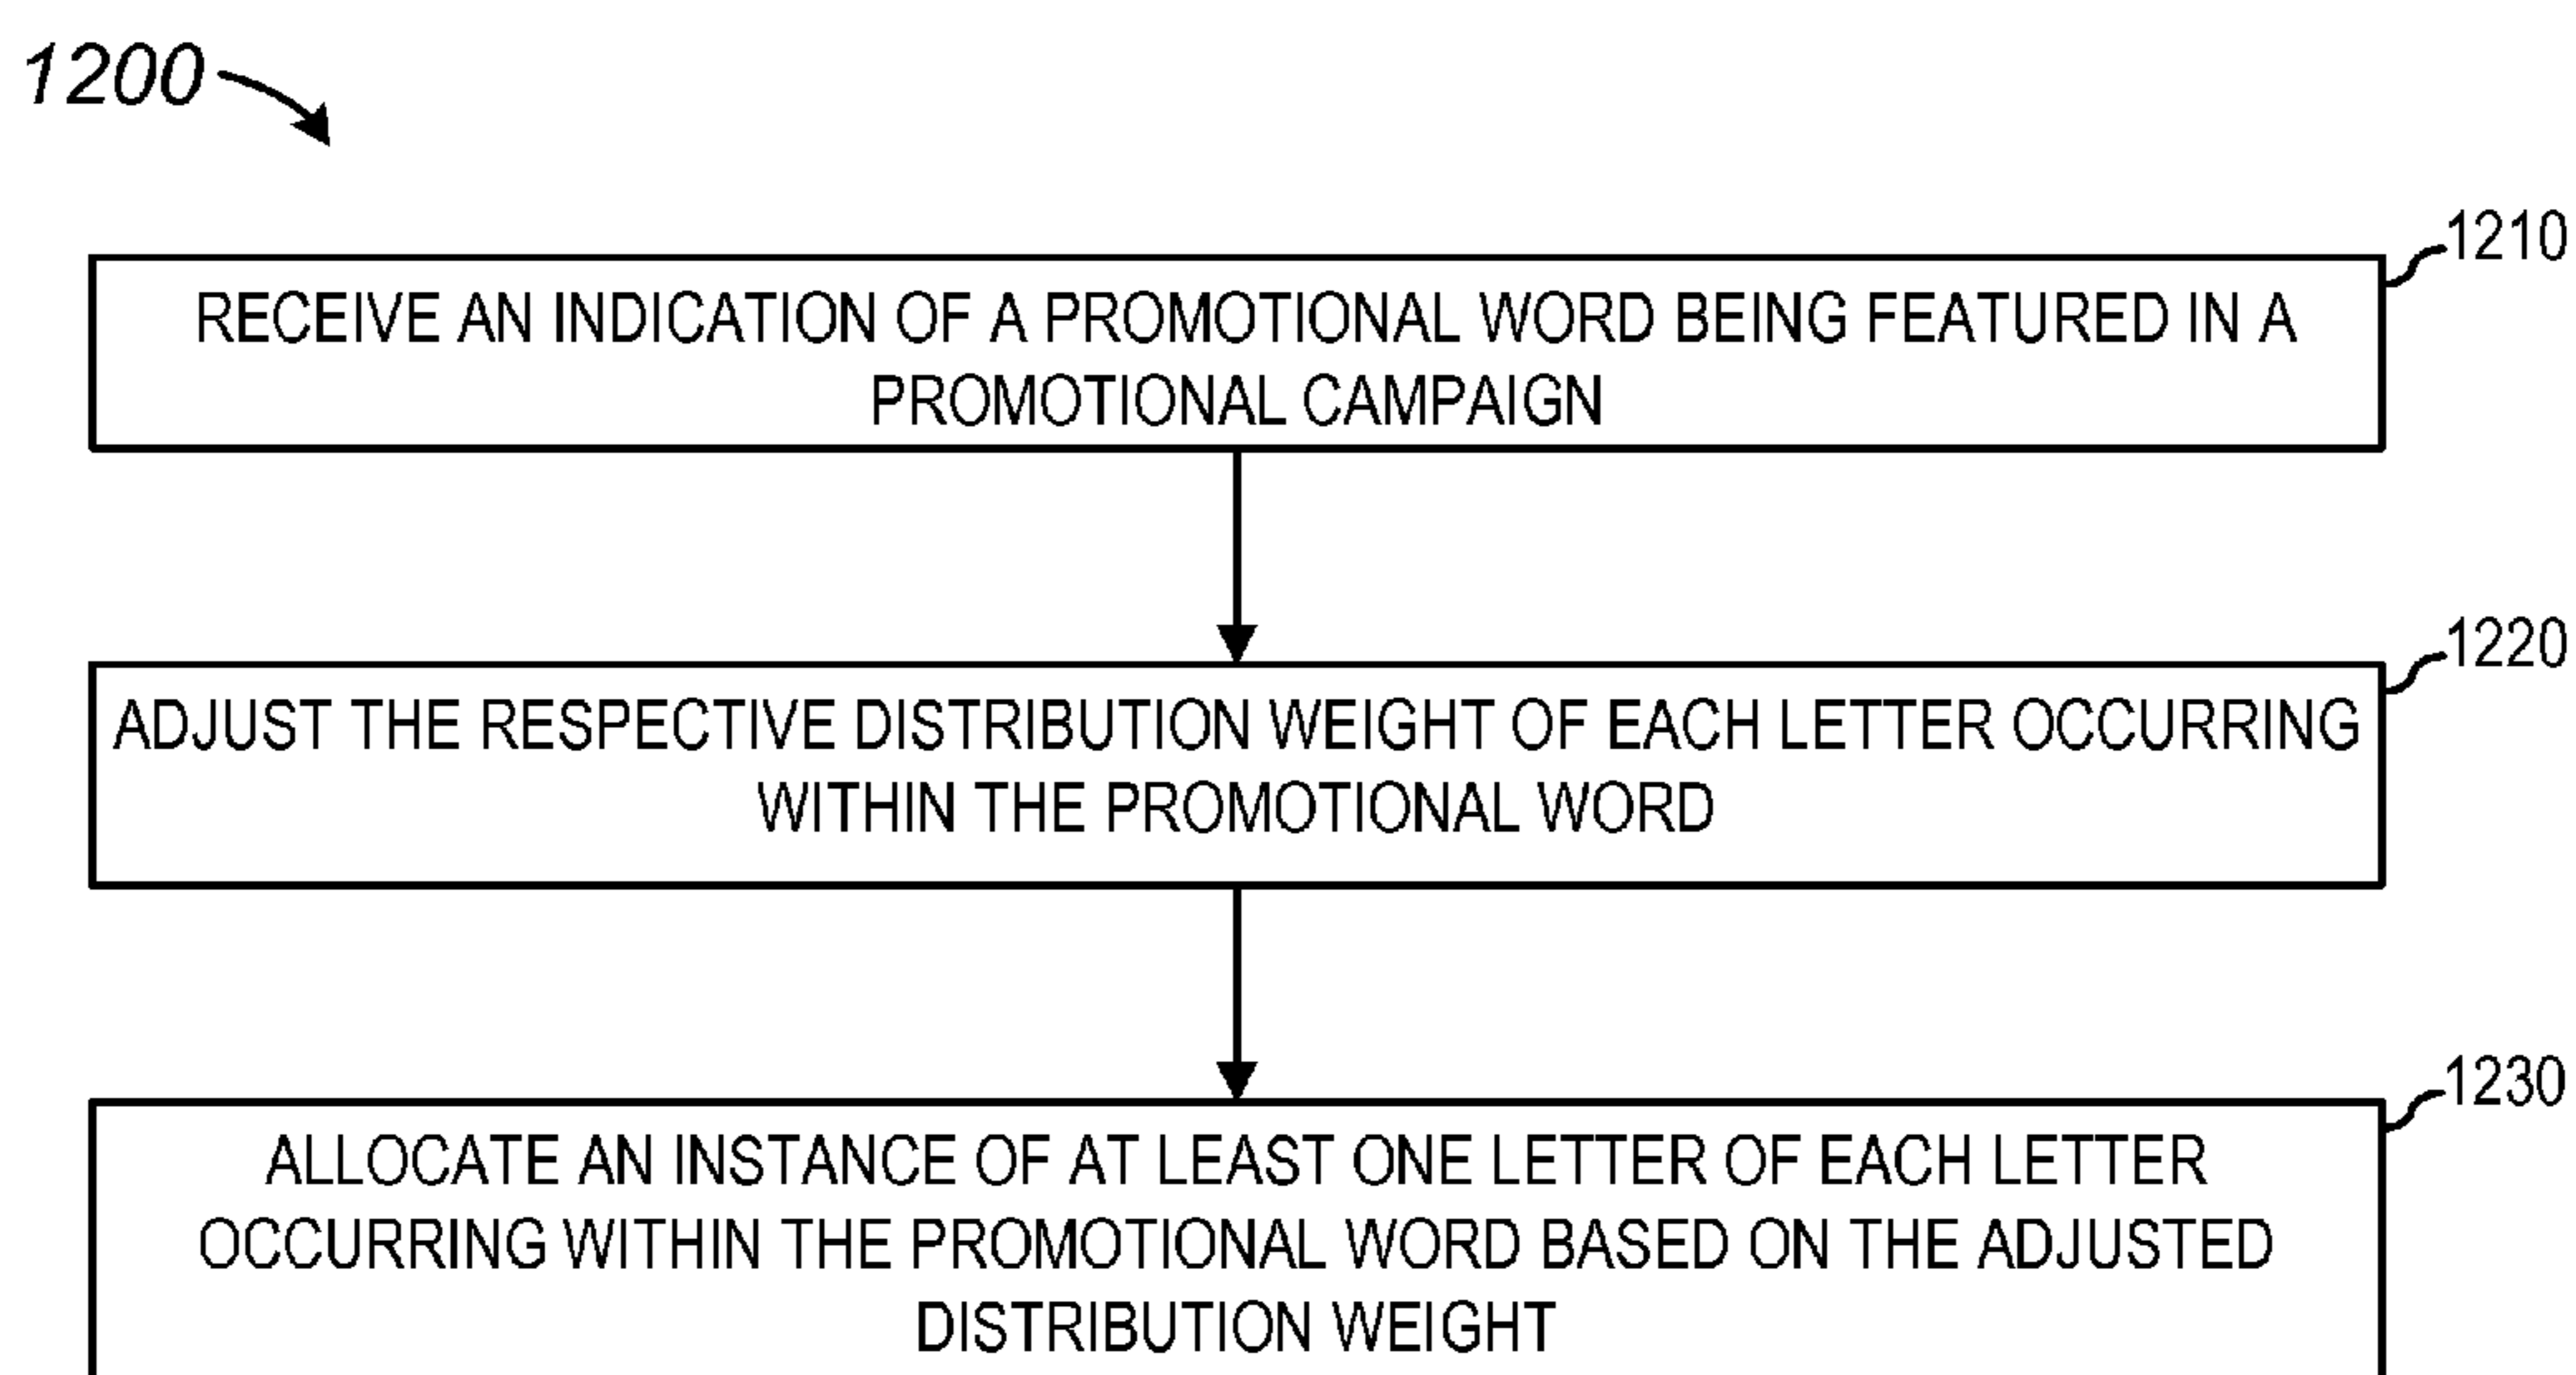 1200
1210
RECEIVE AN INDICATION OF A PROMOTIONAL WORD BEING FEATURED IN A
PROMOTIONAL CAMPAIGN
1220
ADJUST THE RESPECTIVE DISTRIBUTION WEIGHT OF EACH LETTER OCCURRING
WITHIN THE PROMOTIONAL WORD
1230
ALLOCATE AN INSTANCE OF AT LEAST ONE LETTER OF EACH LETTER
OCCURRING WITHIN THE PROMOTIONAL WORD BASED ON THE ADJUSTED
DISTRIBUTION WEIGHT